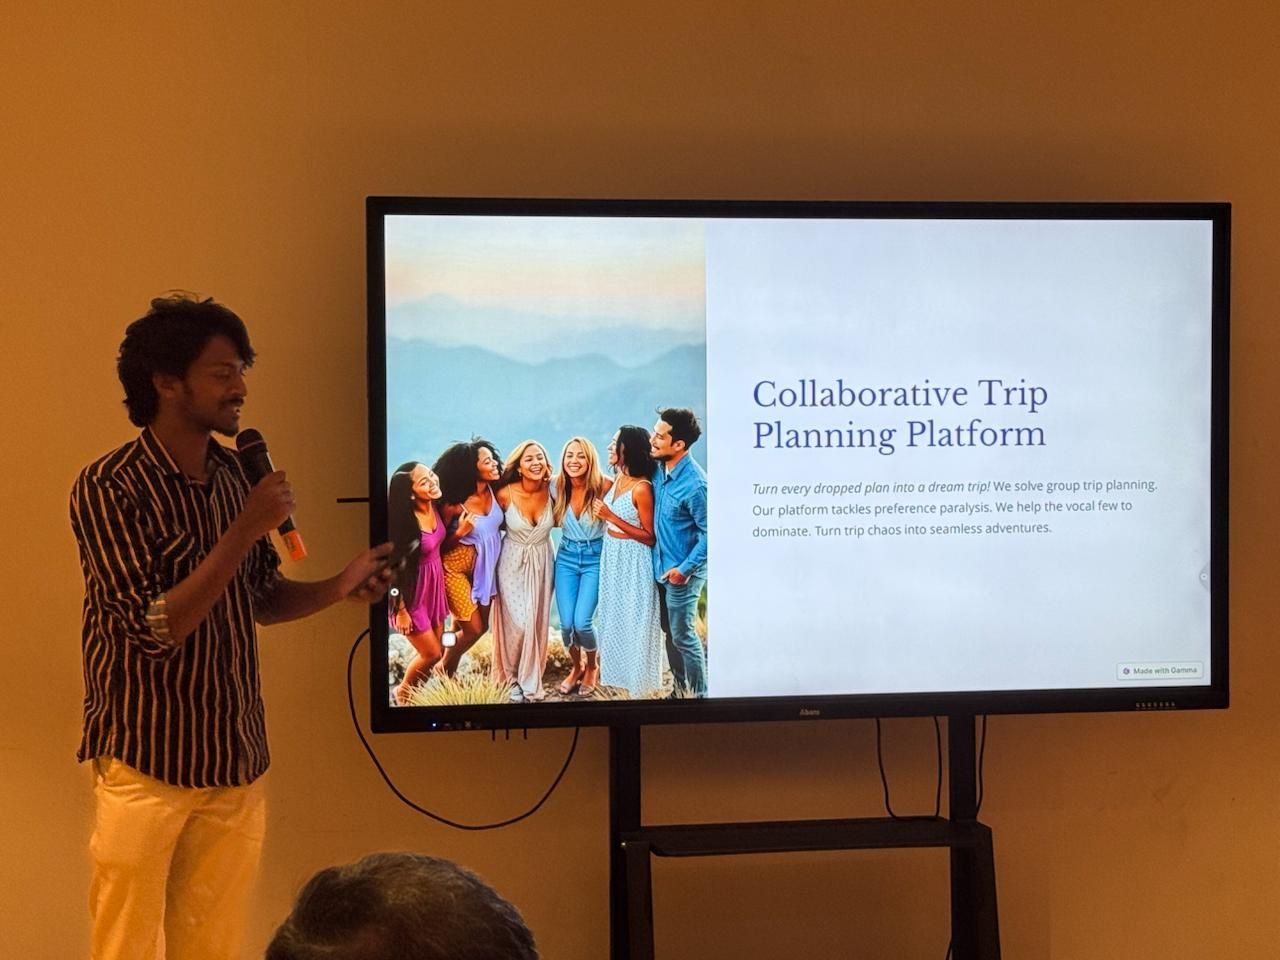 Collaborative Trip
Planning Platform
Turn every dropped plan into a dream trip! We solve group trip planning.
Our platform tackles preference paralysis. We help the vocal few to
dominate. Turn trip chaos into seamless adventures.
Made with Gamma
Abans